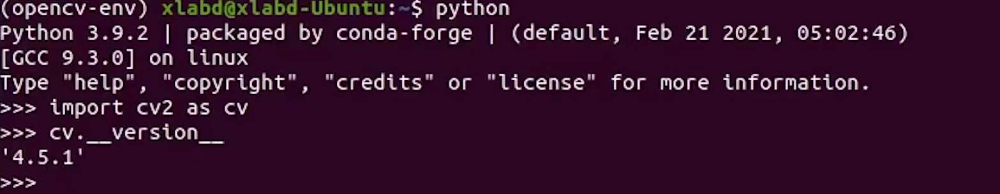 (opencv-env) xlabd@xlabd-Ubuntu:~$ python
Python 3.9.2 | packaged by conda-forge | (default, Feb 21 2021, 05:02:46)
[GCC 9.3.0] on linux
Type "help", "copyright", "credits" or "license" for more information.
>>> import cv2 as cv
>>> cv.__version__
'4.5.1'
>>>